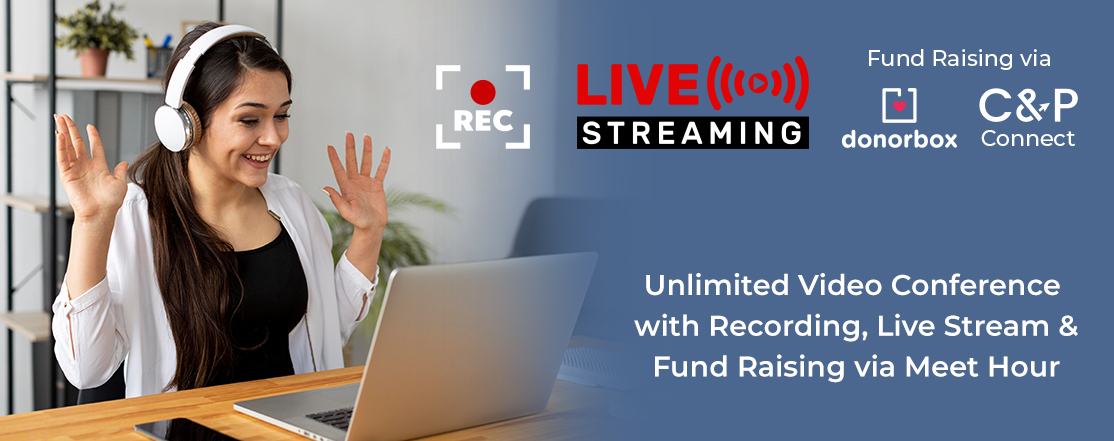 REC
LIVE
STREAMING
Fund Raising via
donorbox
C&P
Connect
Unlimited Video Conference
with Recording, Live Stream &
Fund Raising via Meet Hour